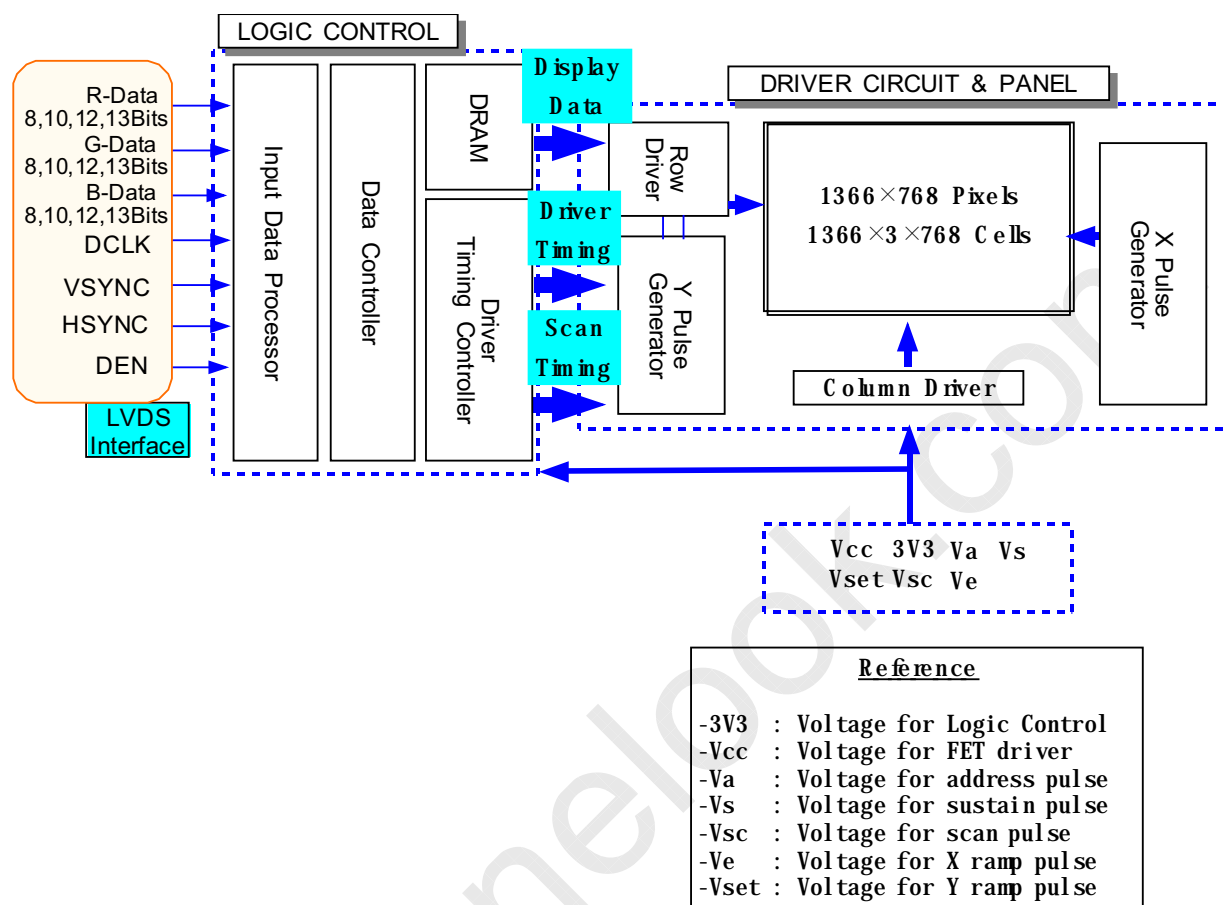 LOGIC CONTROL
R-Data
8,10,12,13Bits
G-Data
8,10,12,13Bits
B-Data
8,10,12,13Bits
DCLK
VSYNC
HSYNC
DEN
LVDS
Interface
Input Data Processor
Data Controller
DRAM
Driver
Timing Controller
Display
Data
Driver
Timing
Scan
Timing
DRIVER CIRCUIT & PANEL
Row
Driver
Y Pulse
Generator
1366×768 Pixels
1366×3×768 Cells
Column Driver
X Pulse
Generator
Vcc 3V3 Va Vs
Vset Vsc Ve
Reference
-3V3 : Voltage for Logic Control
-Vcc : Voltage for FET driver
-Va : Voltage for address pulse
-Vs : Voltage for sustain pulse
-Vsc : Voltage for scan pulse
-Ve : Voltage for X ramp pulse
-Vset : Voltage for Y ramp pulse
nelook.com